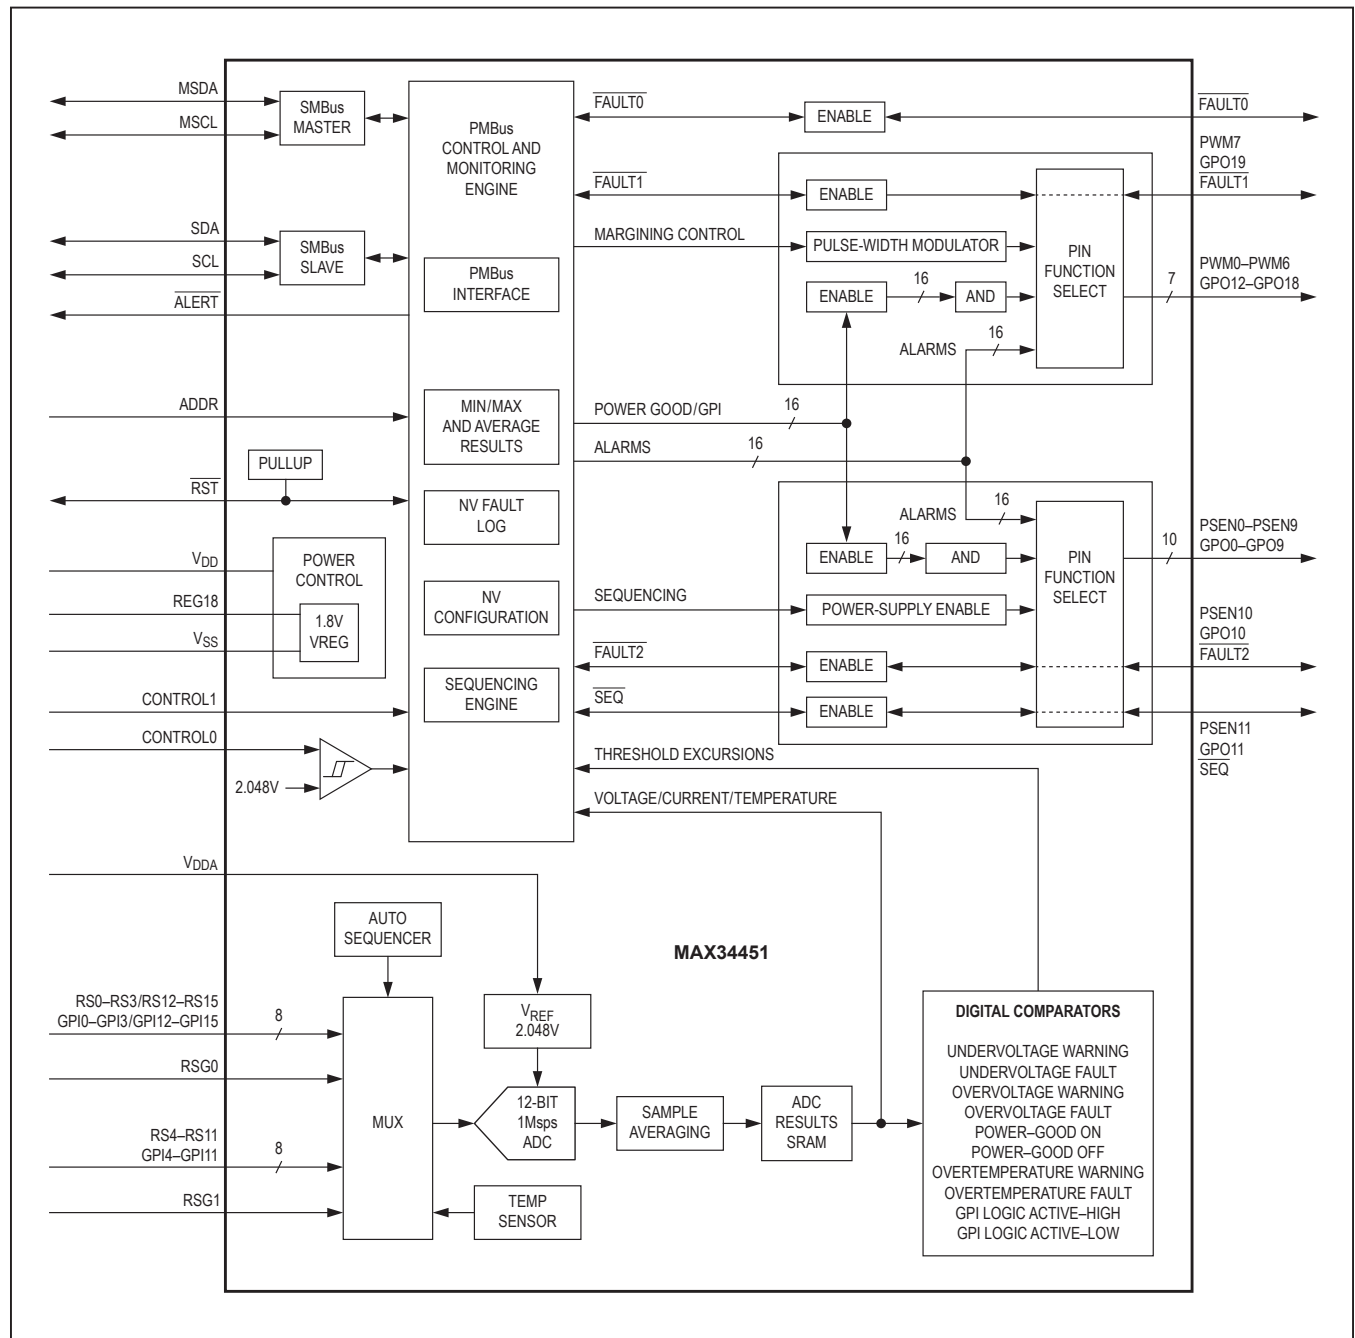 MSDA
MSCL
SMBus
MASTER
SDA
SCL
SMBus
SLAVE
ALERT
ADDR
PULLUP
RST
VDD
REG18
VSS
POWER
CONTROL
1.8V
VREG
CONTROL1
CONTROL0
2.048V
PMBus
CONTROL AND
MONITORING
ENGINE
PMBus
INTERFACE
MIN/MAX
AND AVERAGE
RESULTS
NV FAULT
LOG
NV
CONFIGURATION
SEQUENCING
ENGINE
FAULT0
ENABLE
FAULT0
FAULT1
ENABLE
PWM7
GPO19
FAULT1
MARGINING CONTROL
PULSE-WIDTH MODULATOR
ENABLE
16
AND
ALARMS
16
PIN
FUNCTION
SELECT
7
PWM0–PWM6
GPO12–GPO18
POWER GOOD/GPI
16
ALARMS
16
ALARMS
16
ENABLE
16
AND
PIN
FUNCTION
SELECT
10
PSEN0–PSEN9
GPO0–GPO9
SEQUENCING
POWER-SUPPLY ENABLE
FAULT2
ENABLE
PSEN10
GPO10
FAULT2
SEQ
ENABLE
PSEN11
GPO11
SEQ
THRESHOLD EXCURSIONS
VOLTAGE/CURRENT/TEMPERATURE
VDDA
AUTO
SEQUENCER
MAX34451
RS0–RS3/RS12–RS15
GPI0–GPI3/GPI12–GPI15
8
RSG0
RS4–RS11
GPI4–GPI11
8
RSG1
MUX
VREF
2.048V
12-BIT
1Msps
ADC
TEMP
SENSOR
SAMPLE
AVERAGING
ADC
RESULTS
SRAM
DIGITAL COMPARATORS
UNDERVOLTAGE WARNING
UNDERVOLTAGE FAULT
OVERVOLTAGE WARNING
OVERVOLTAGE FAULT
POWER–GOOD ON
POWER–GOOD OFF
OVERTEMPERATURE WARNING
OVERTEMPERATURE FAULT
GPI LOGIC ACTIVE–HIGH
GPI LOGIC ACTIVE–LOW